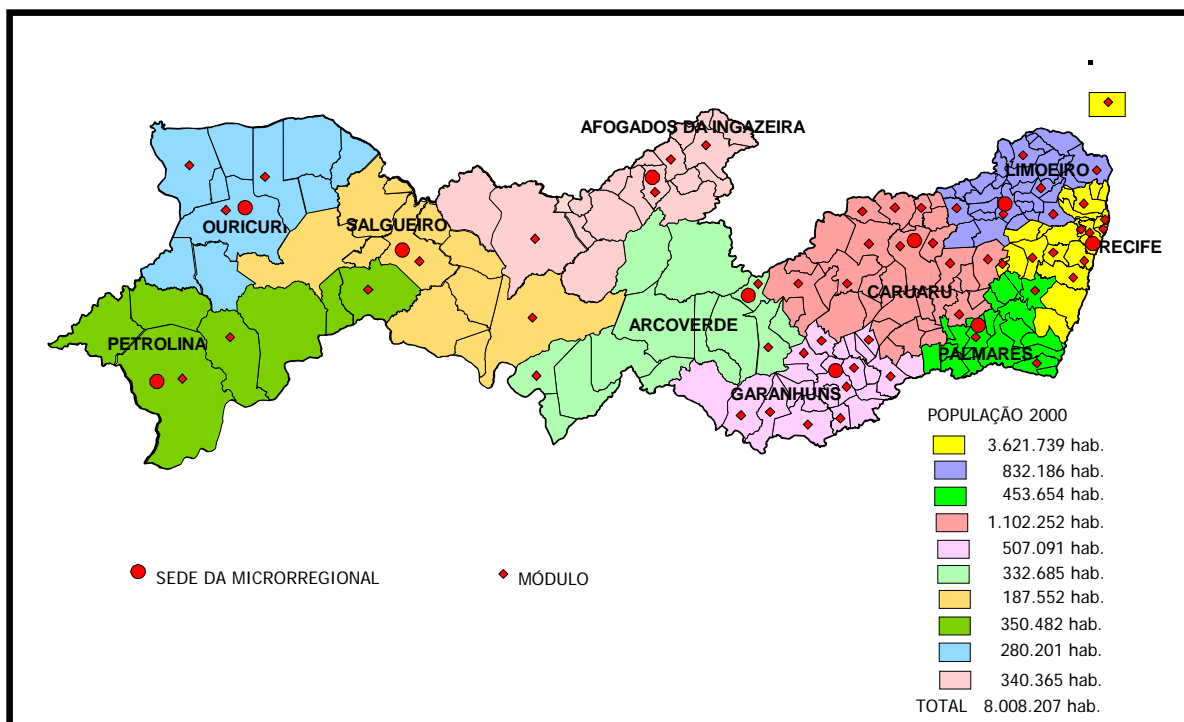 AFOGADOS DA INGAZEIRA
LIMOEIRO
OURICURI
SALGUEIRO
RECIFE
CARUARU
ARCOVERDE
PETROLINA
PALMARES
GARANHUNS
POPULAÇÃO 2000
3.621.739 hab.
832.186 hab.
453.654 hab.
1.102.252 hab.
507.091 hab.
332.685 hab.
187.552 hab.
350.482 hab.
280.201 hab.
340.365 hab.
TOTAL 8.008.207 hab.
SEDE DA MICRORREGIONAL
MÓDULO